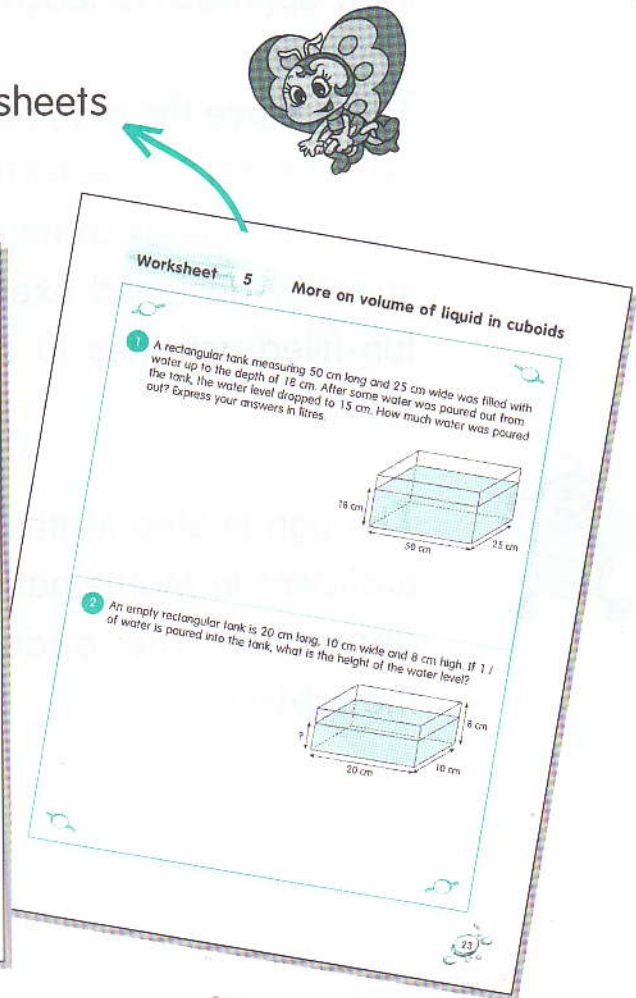 sheets
Worksheet 5 More on volume of liquid in cuboids
1 A rectangular tank measuring 50 cm long and 25 cm wide was filled with
water up to the depth of 18 cm. After some water was poured out from
the tank, the water level dropped to 15 cm. How much water was poured
out? Express your answers in litres.
18 cm
50 cm
25 cm
2 An empty rectangular tank is 20 cm long, 10 cm wide and 8 cm high. If 1 l
of water is poured into the tank, what is the height of the water level?
8 cm
?
20 cm
10 cm
23